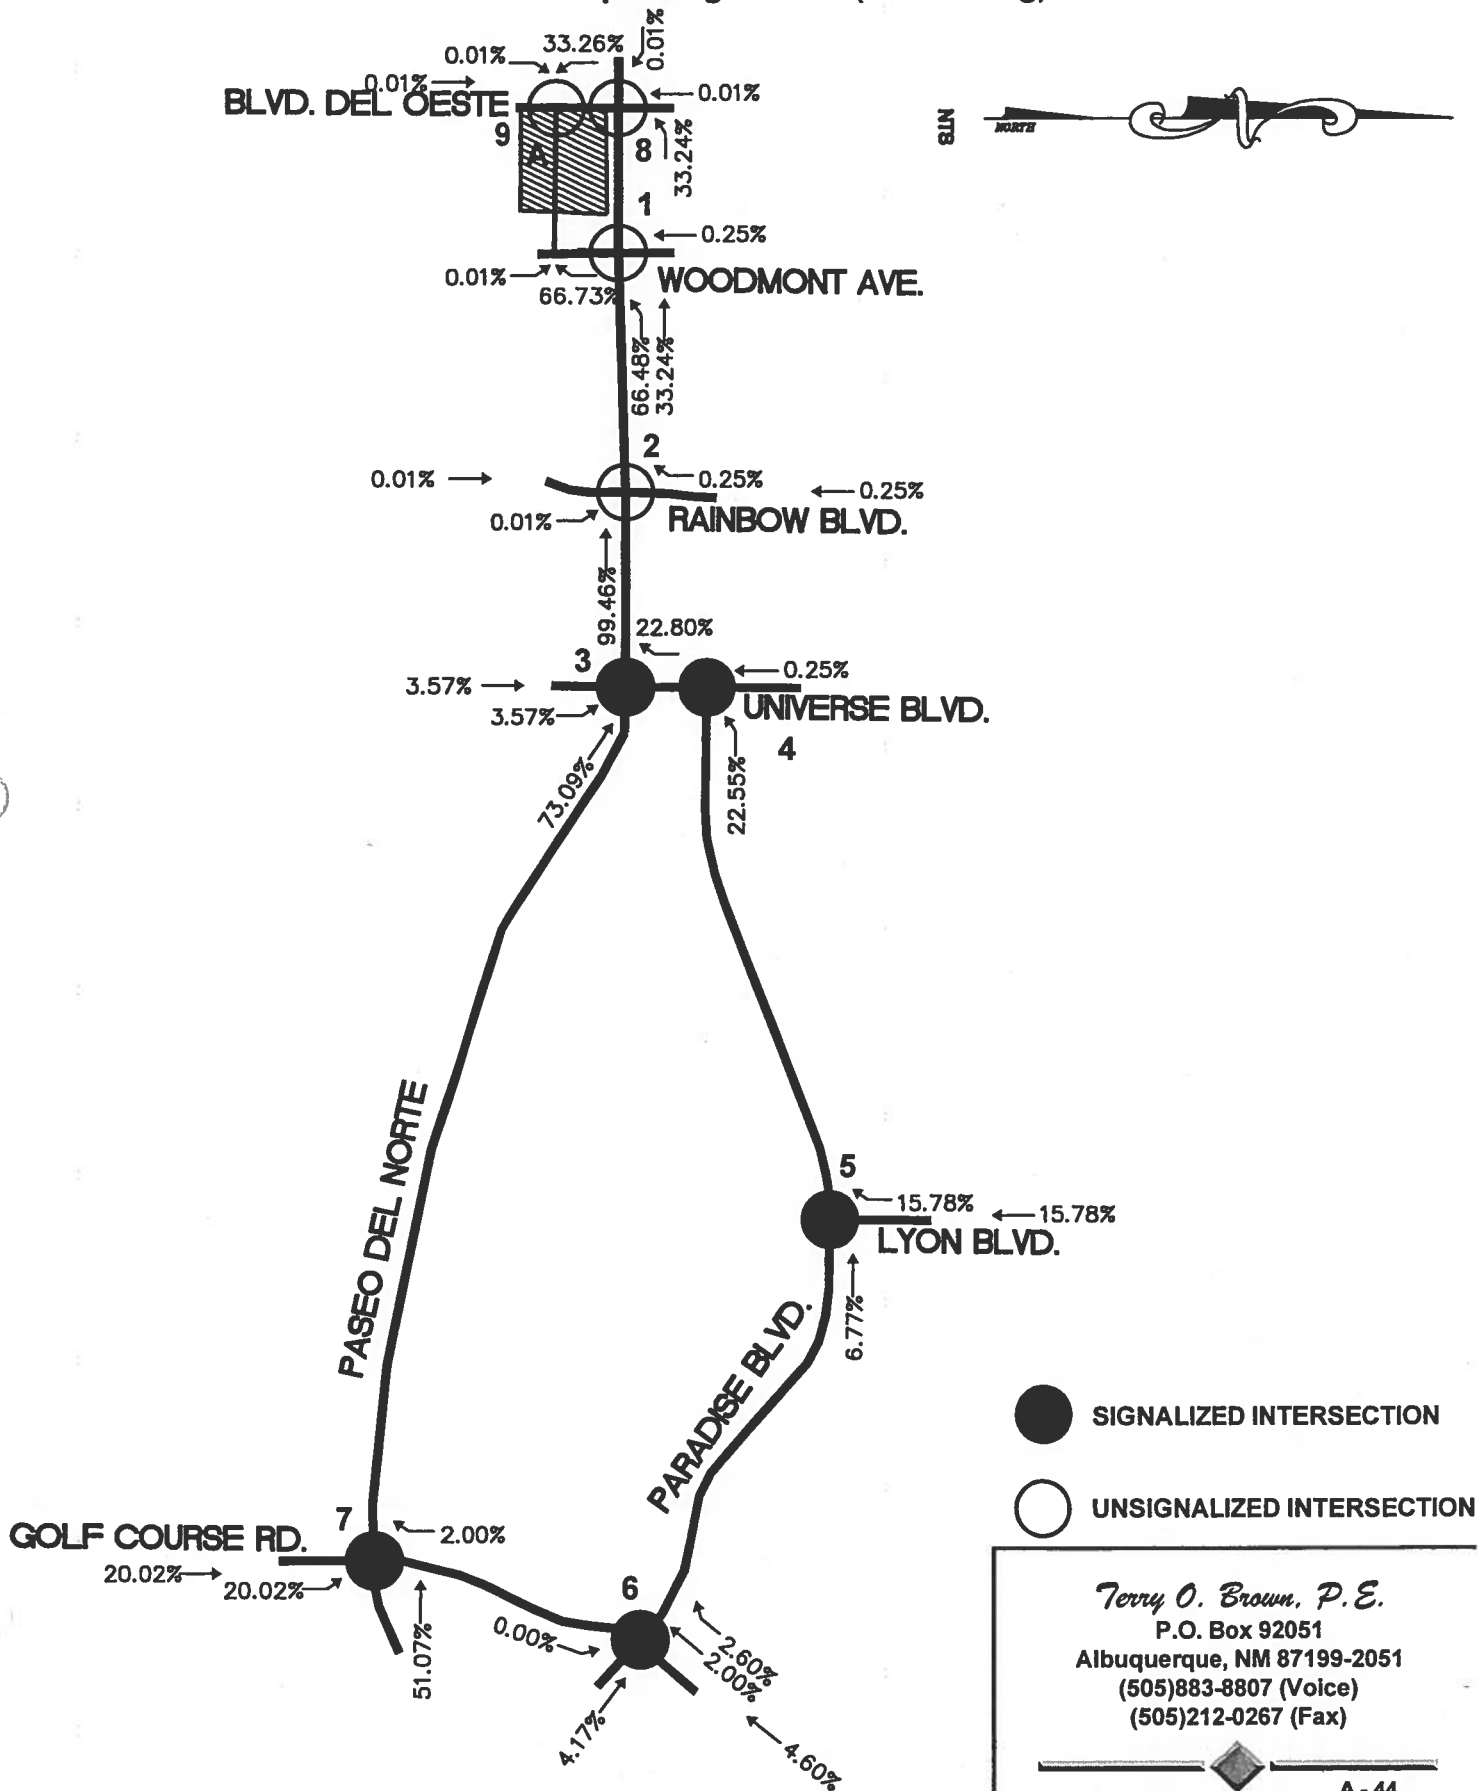 0.01%
33.26%
0.01%
0.01%
BLVD. DEL OESTE
0.01%
9
A
8
33.24%
NTS
NORTH
1
0.25%
0.01%
WOODMONT AVE.
66.73%
66.48%
33.24%
2
0.01%
0.25%
0.25%
0.01%
RAINBOW BLVD.
99.46%
22.80%
3
0.25%
3.57%
3.57%
UNIVERSE BLVD.
4
73.09%
22.55%
PASEO DEL NORTE
5
15.78%
15.78%
LYON BLVD.
6.77%
PARADISE BLVD.
SIGNALIZED INTERSECTION
UNSIGNALIZED INTERSECTION
7
2.00%
GOLF COURSE RD.
20.02%
20.02%
51.07%
6
0.00%
2.60%
2.00%
4.17%
4.60%
Terry O. Brown, P.E.
P.O. Box 92051
Albuquerque, NM 87199-2051
(505)883-8807 (Voice)
(505)212-0267 (Fax)
A - 44